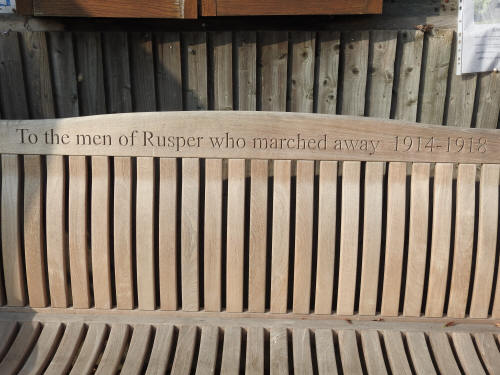 To the men of Rusper who marched away 1914-1918